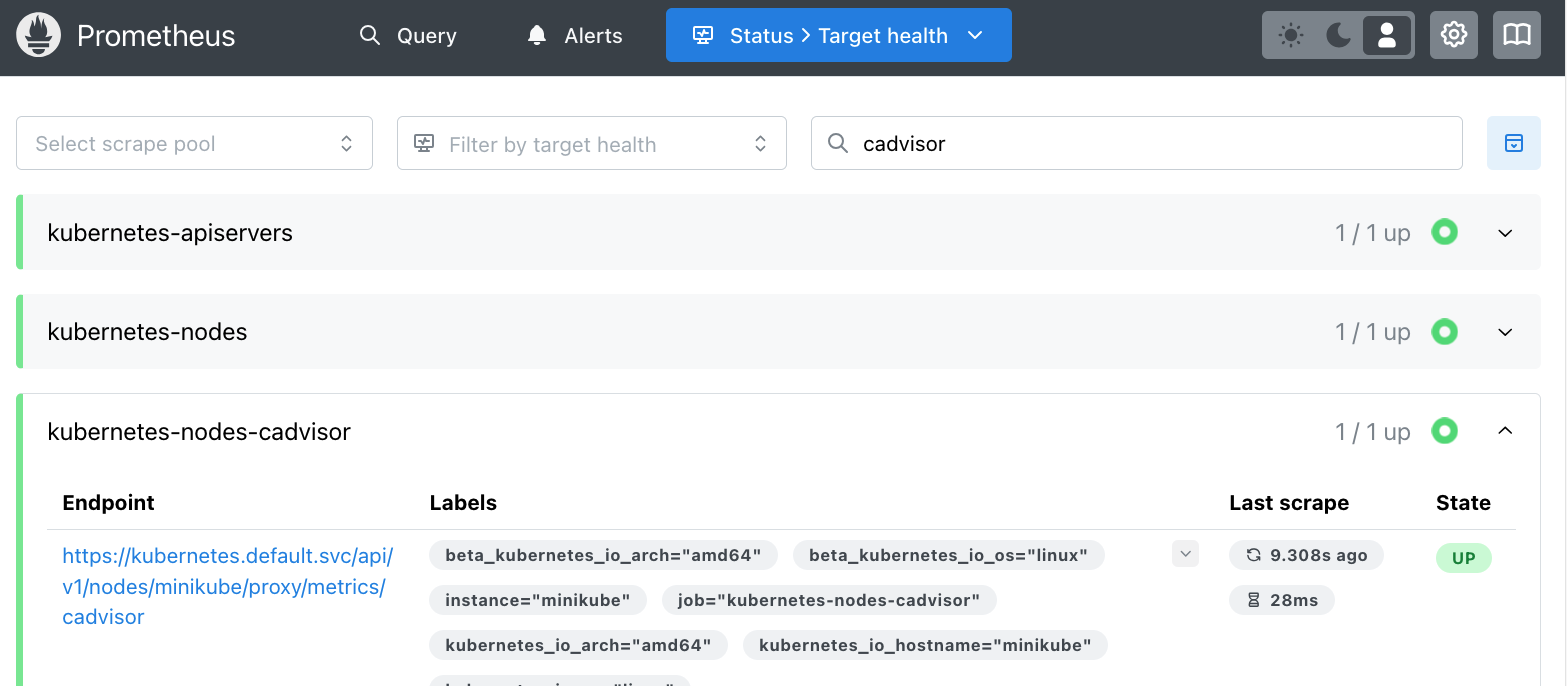 Prometheus Query Alerts Status > Target health
Select scrape pool Filter by target health cadvisor
kubernetes-apiservers 1 / 1 up
kubernetes-nodes 1 / 1 up
kubernetes-nodes-cadvisor 1 / 1 up
Endpoint Labels Last scrape State
https://kubernetes.default.svc/api/ beta_kubernetes_io_arch="amd64" beta_kubernetes_io_os="linux" 9.308s ago UP
v1/nodes/minikube/proxy/metrics/ instance="minikube" job="kubernetes-nodes-cadvisor" 28ms
cadvisor
kubernetes_io_arch="amd64" kubernetes_io_hostname="minikube"